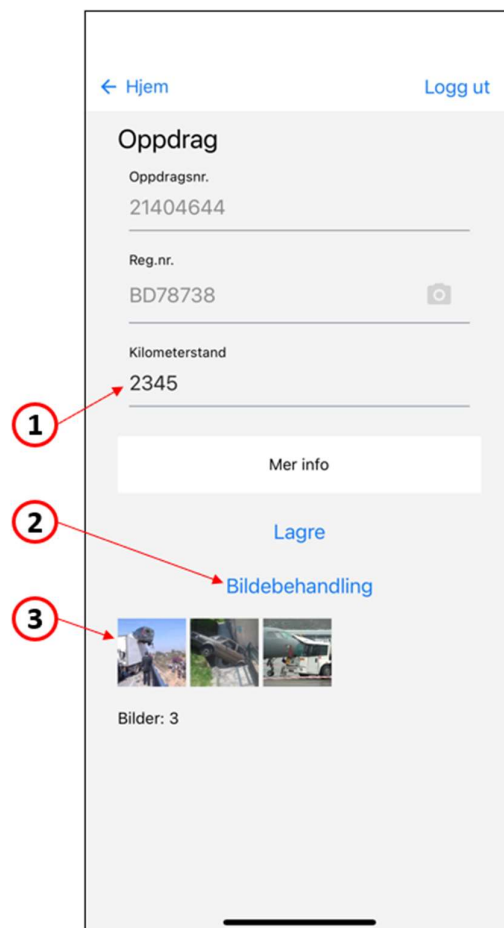 ← Hjem
Logg ut
Oppdrag
Oppdragsnr.
21404644
Reg.nr.
BD78738
Kilometerstand
2345
1
Mer info
2
Lagre
Bildebehandling
3
Bilder: 3